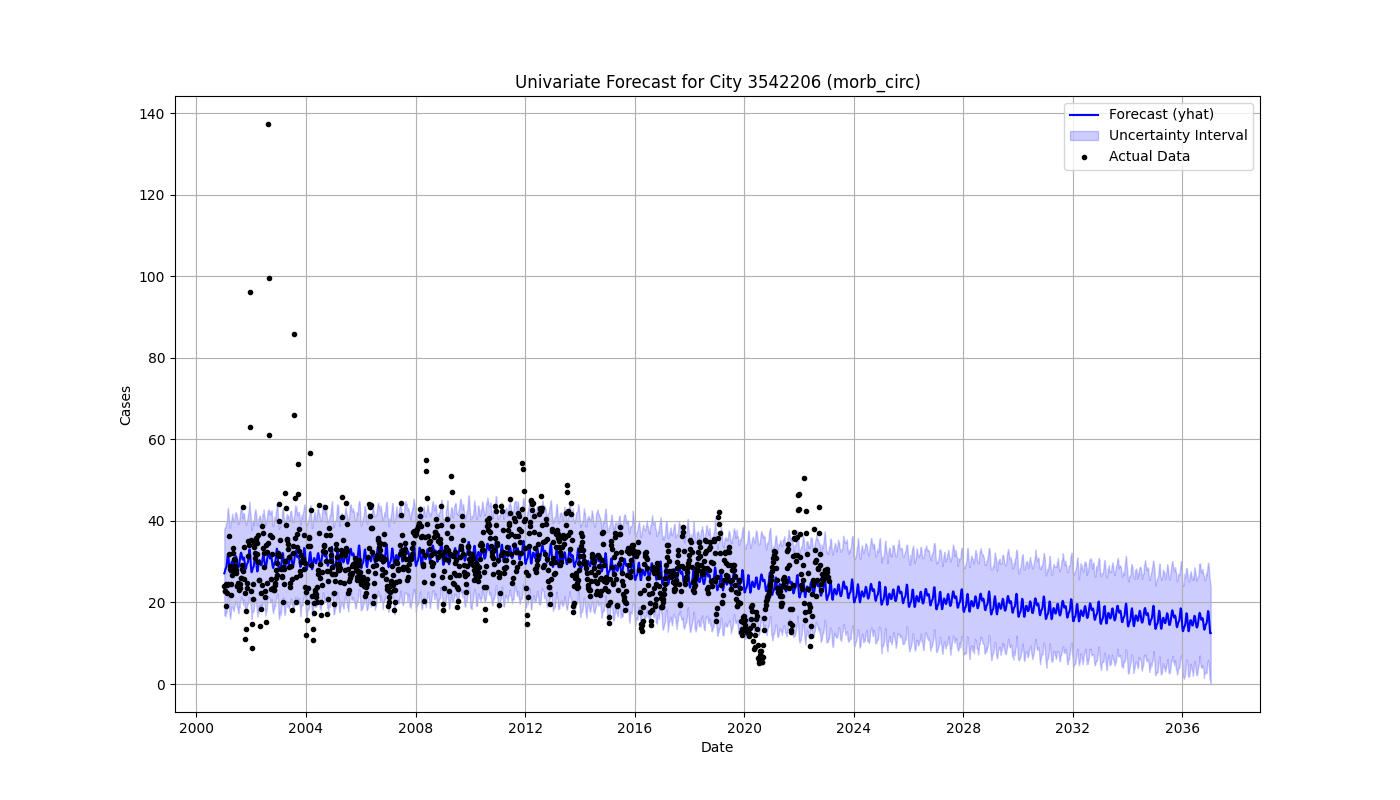 Univariate Forecast for City 3542206 (morb_circ)
Forecast (yhat)
Uncertainty Interval
Actual Data
140
120
100
80
60
40
20
0
Cases
2000 2004 2008 2012 2016 2020 2024 2028 2032 2036
Date